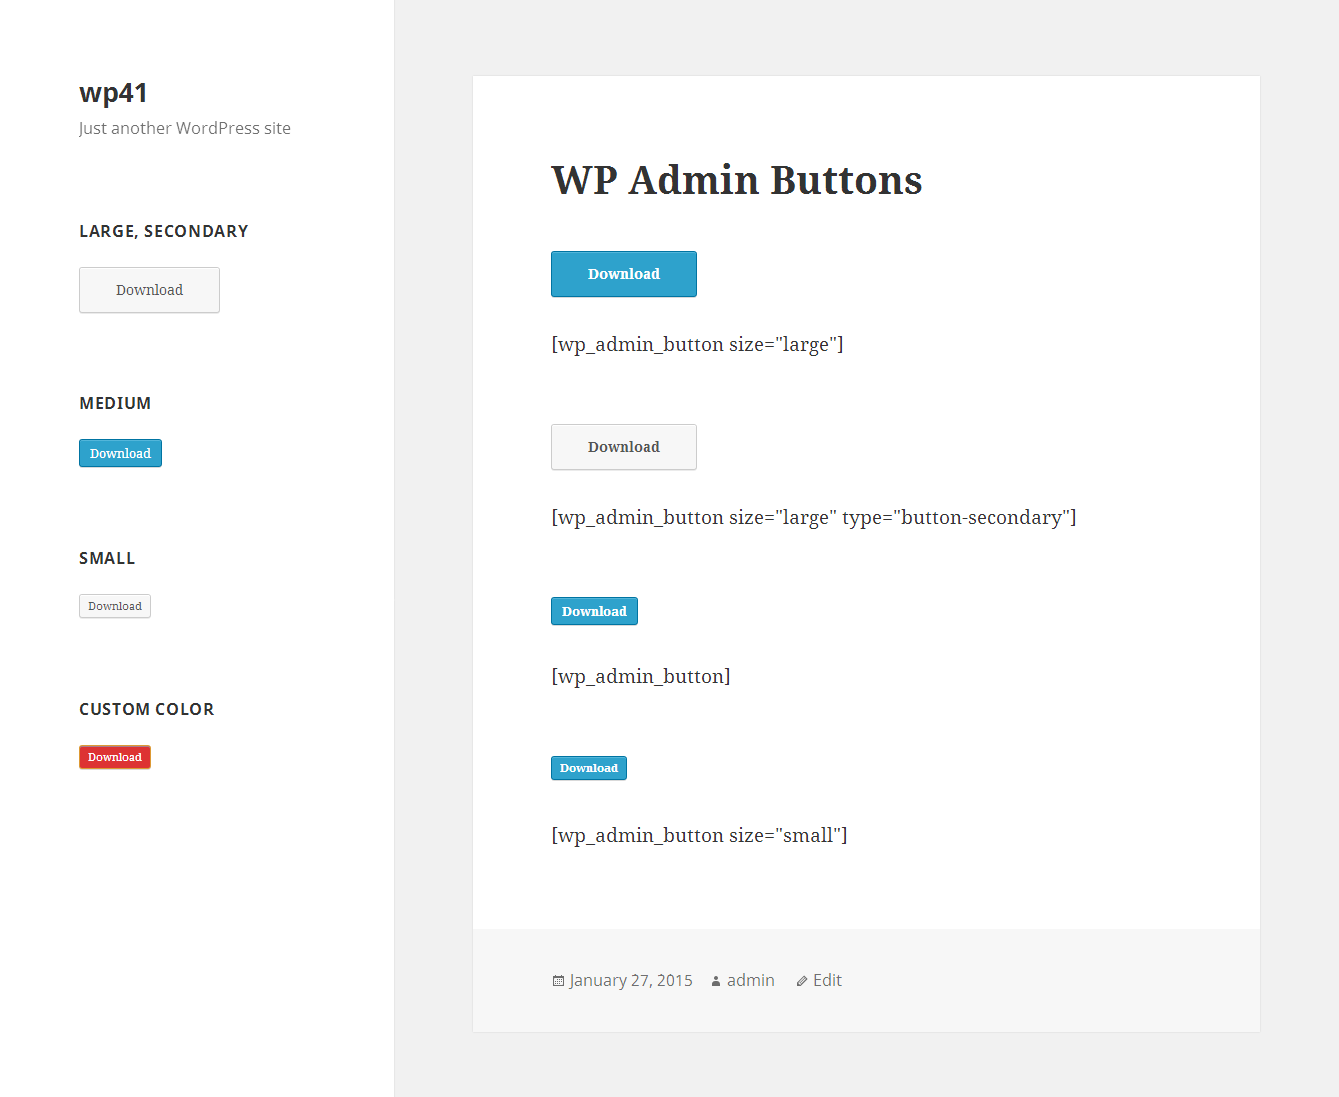 wp41
Just another WordPress site
LARGE, SECONDARY
Download
MEDIUM
Download
SMALL
Download
CUSTOM COLOR
Download
WP Admin Buttons
Download
[wp_admin_button size="large"]
Download
[wp_admin_button size="large" type="button-secondary"]
Download
[wp_admin_button]
Download
[wp_admin_button size="small"]
January 27, 2015 admin Edit